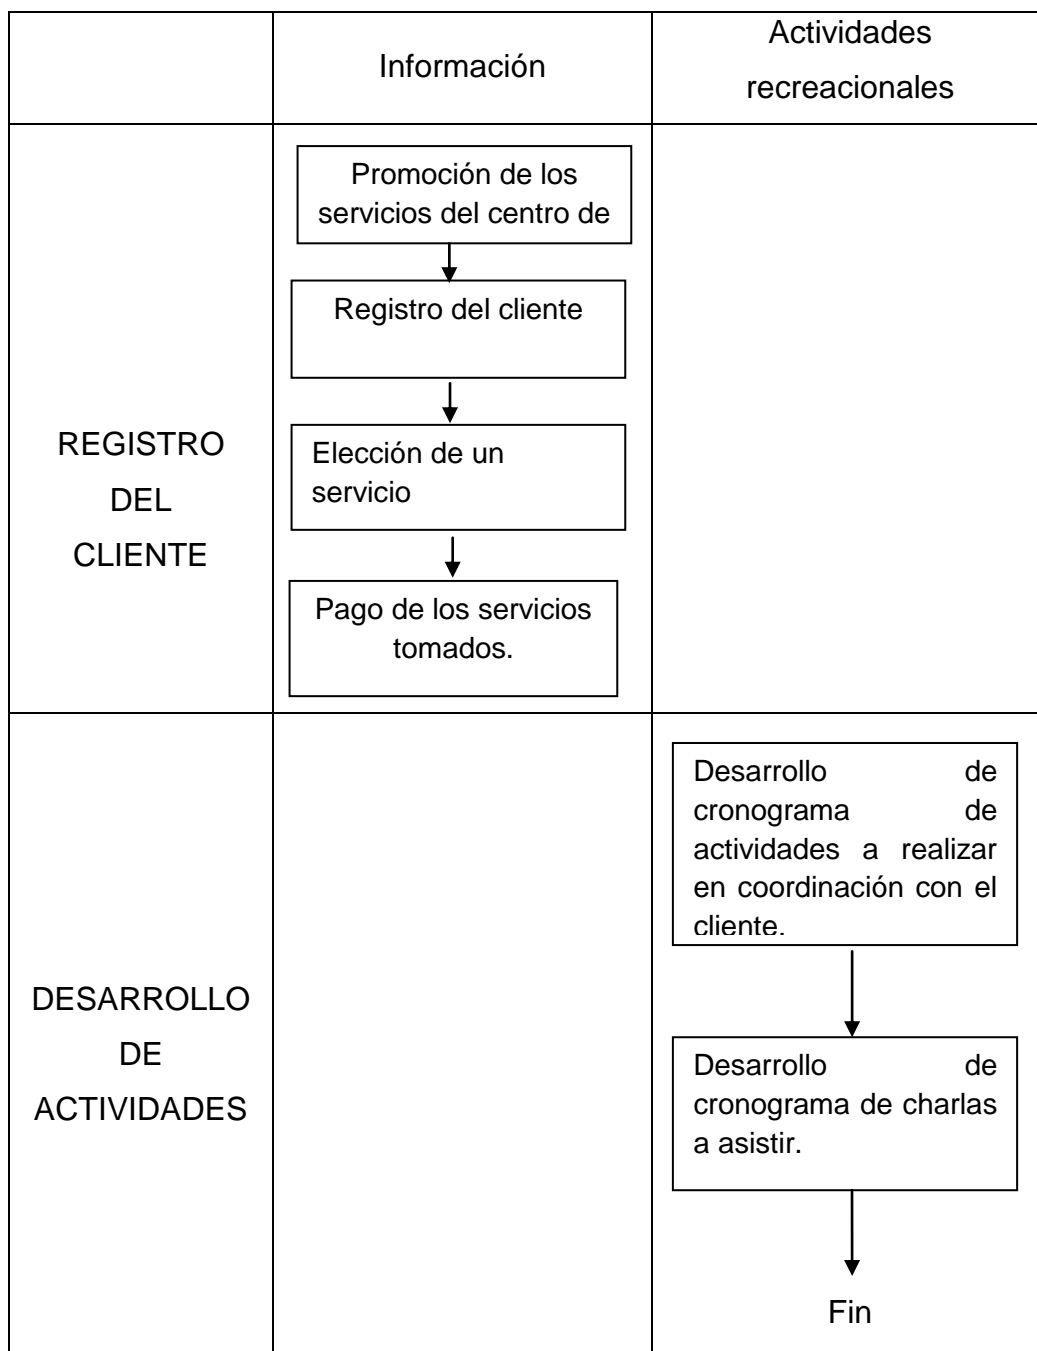 Información
Actividades
recreacionales
REGISTRO
DEL
CLIENTE
Promoción de los
servicios del centro de
Registro del cliente
Elección de un
servicio
Pago de los servicios
tomados.
DESARROLLO
DE
ACTIVIDADES
Desarrollo de
cronograma de
actividades a realizar
en coordinación con el
cliente.
Desarrollo de
cronograma de charlas
a asistir.
Fin